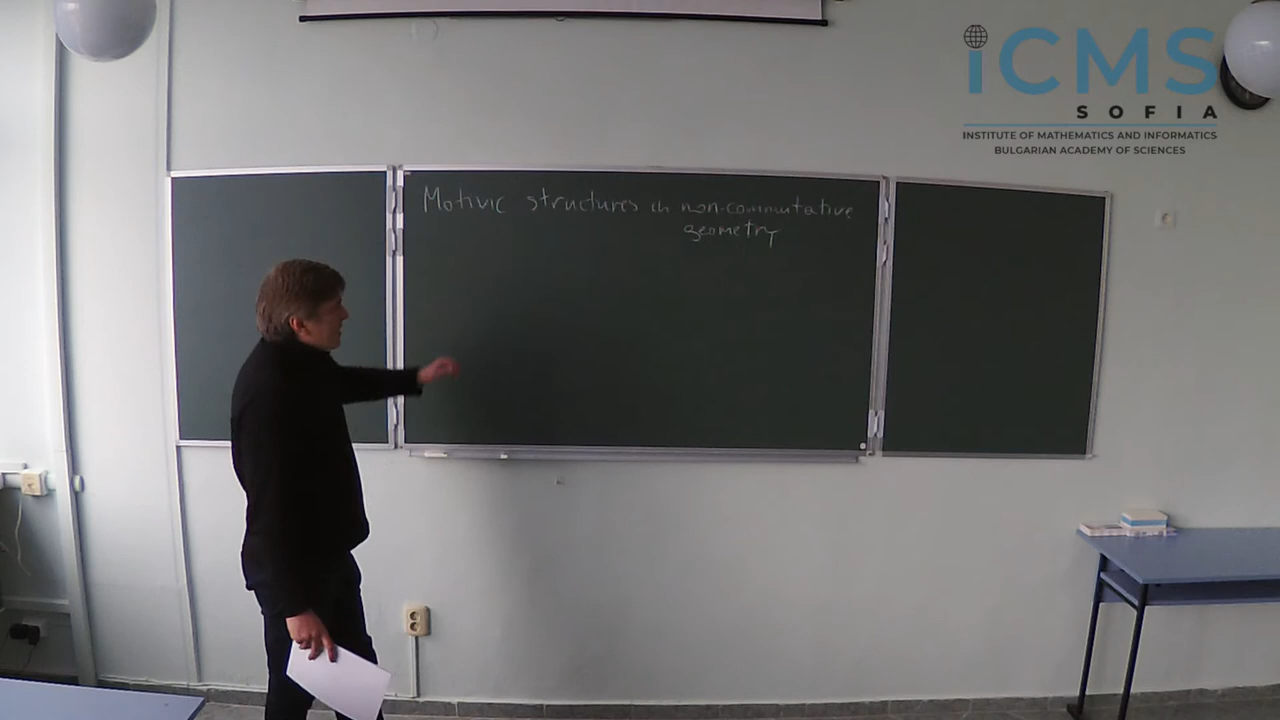 iCMS
SOFIA
INSTITUTE OF MATHEMATICS AND INFORMATICS
BULGARIAN ACADEMY OF SCIENCES
Motivic structures in non-commutative
geometry